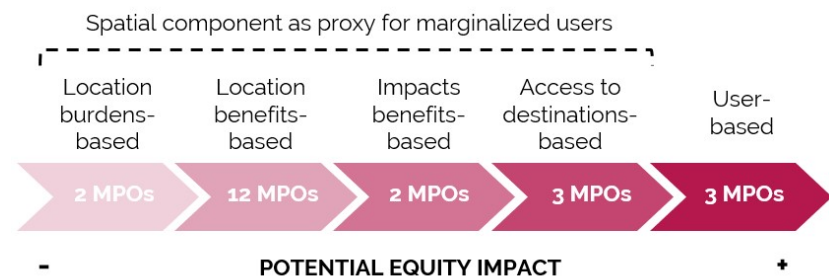 Spatial component as proxy for marginalized users
Location
burdens-
based
Location
benefits-
based
Impacts
benefits-
based
Access to
destinations-
based
User-
based
2 MPOs
12 MPOs
2 MPOs
3 MPOs
3 MPOs
- POTENTIAL EQUITY IMPACT +